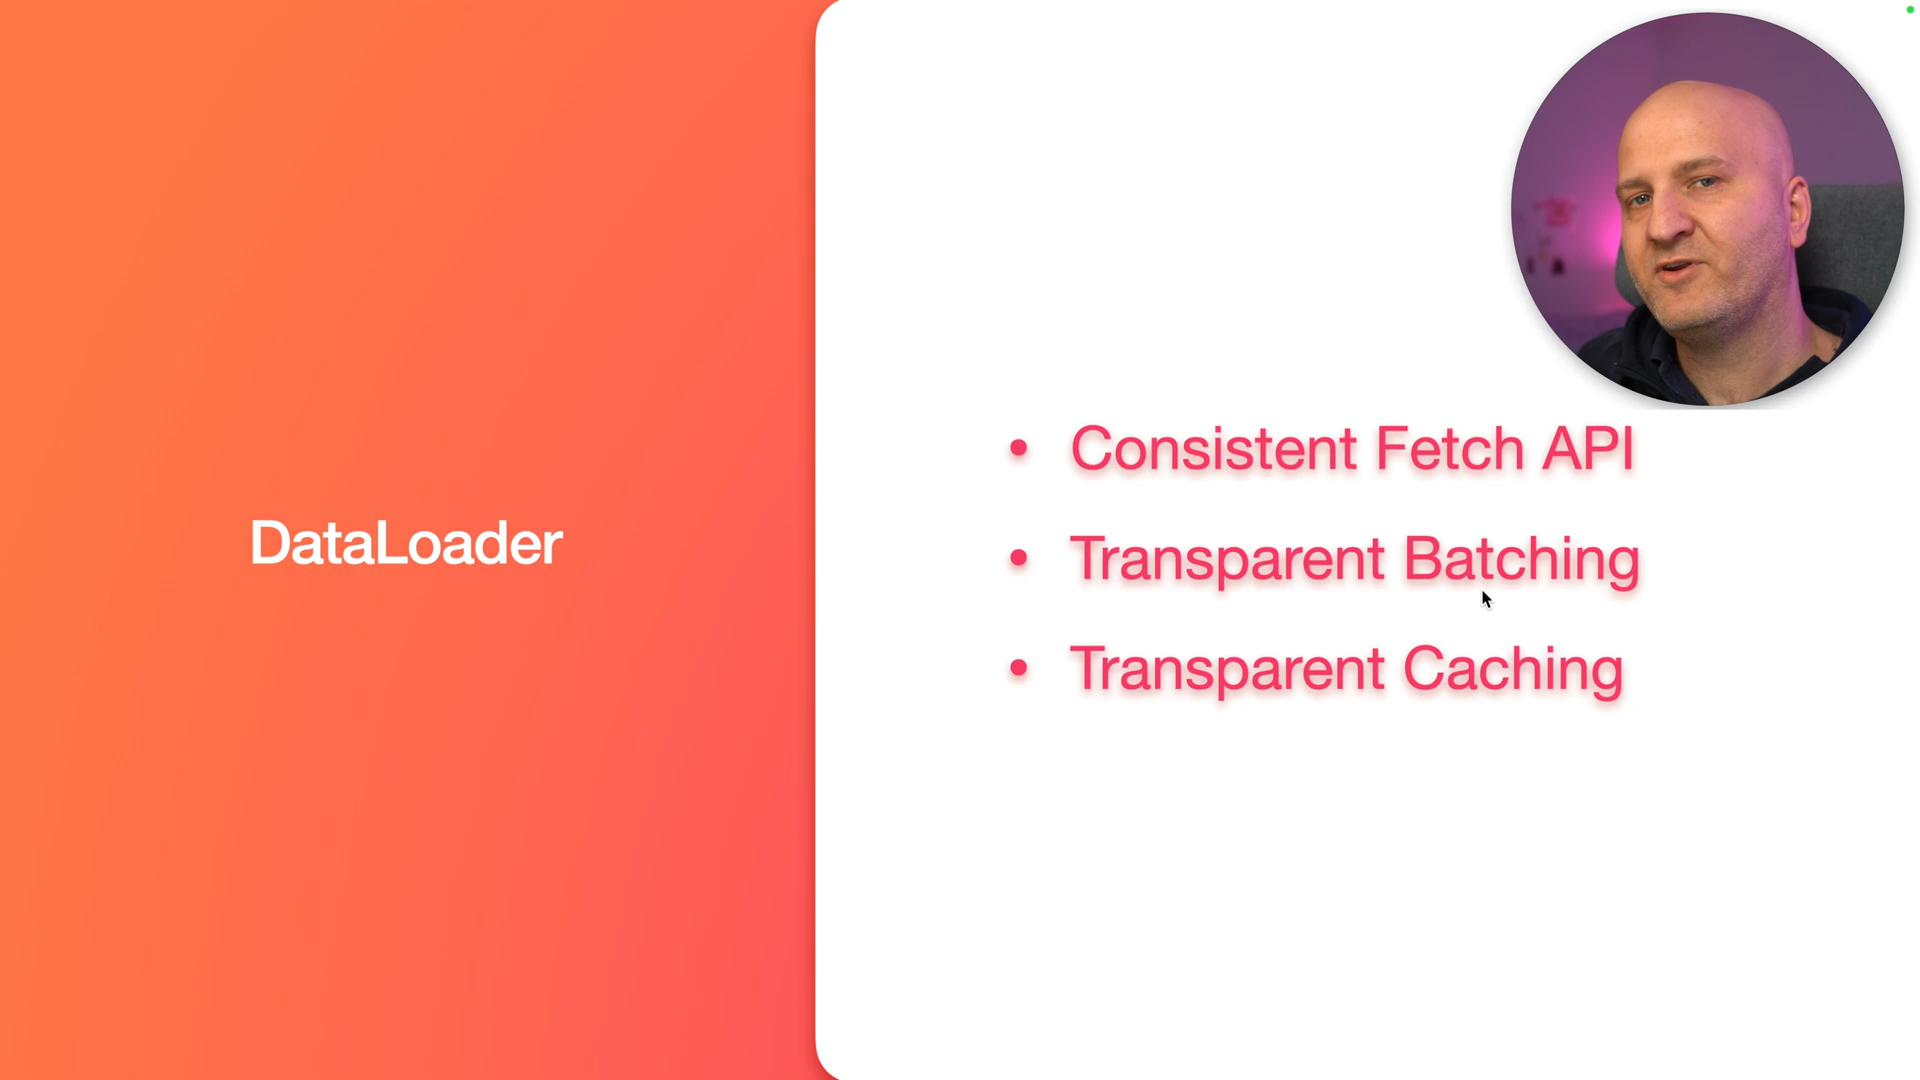 DataLoader
• Consistent Fetch API
• Transparent Batching
• Transparent Caching